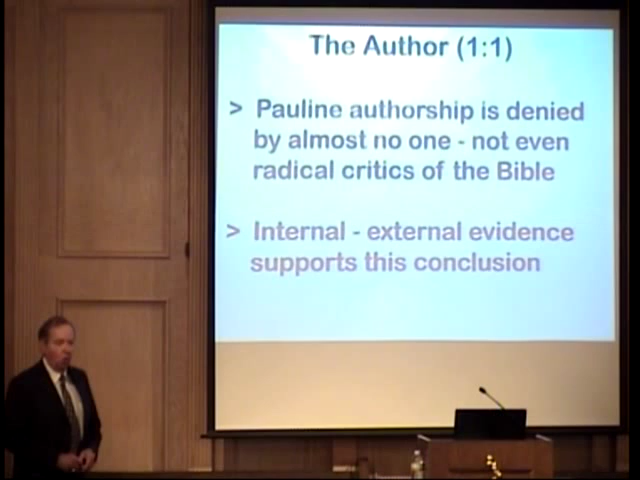 The Author (1:1)
> Pauline authorship is denied
by almost no one - not even
radical critics of the Bible
> Internal - external evidence
supports this conclusion